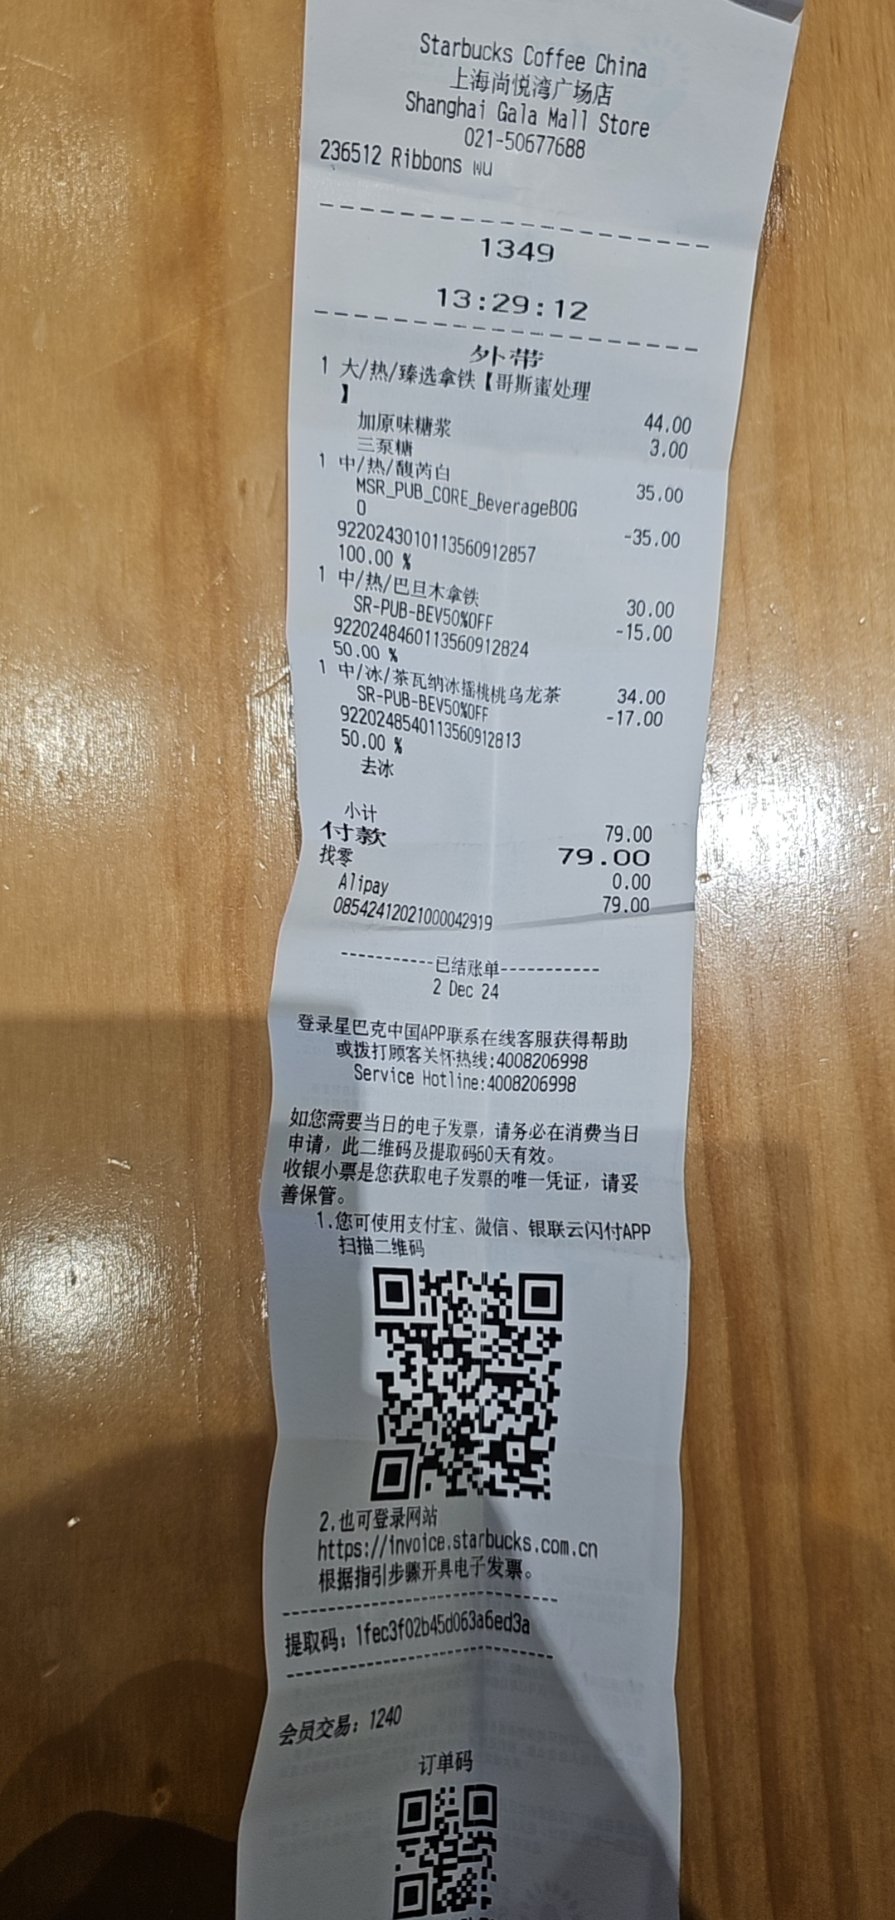 Starbucks Coffee China
上海尚悦湾广场店
Shanghai Gala Mall Store
021-50677688
236512 Ribbons wu
1349
13:29:12
外带
1 大/热/臻选拿铁【哥斯蜜处理
】 44.00
加原味糖浆 3.00
三泵糖
1 中/热/馥芮白 35.00
MSR_PUB_CORE_BeverageBOG
O -35.00
9220243010113560912857
100.00 %
1 中/热/巴旦木拿铁 30.00
SR-PUB-BEV50%OFF -15.00
9220248460113560912824
50.00 %
1 中/冰/茶瓦纳冰摇桃桃乌龙茶 34.00
SR-PUB-BEV50%OFF -17.00
9220248540113560912813
50.00 %
去冰
小计 79.00
付款 79.00
找零 0.00
Alipay 79.00
08542412021000042919
-----------已结账单-----------
2 Dec 24
登录星巴克中国APP联系在线客服获得帮助
或拨打顾客关怀热线:4008206998
Service Hotline:4008206998
如您需要当日的电子发票，请务必在消费当日
申请，此二维码及提取码60天有效。
收银小票是您获取电子发票的唯一凭证，请妥
善保管。
1.您可使用支付宝、微信、银联云闪付APP
扫描二维码
2.也可登录网站
https://invoice.starbucks.com.cn
根据指引步骤开具电子发票。
提取码：1fec3f02b45d063a6ed3a
会员交易：1240
订单码